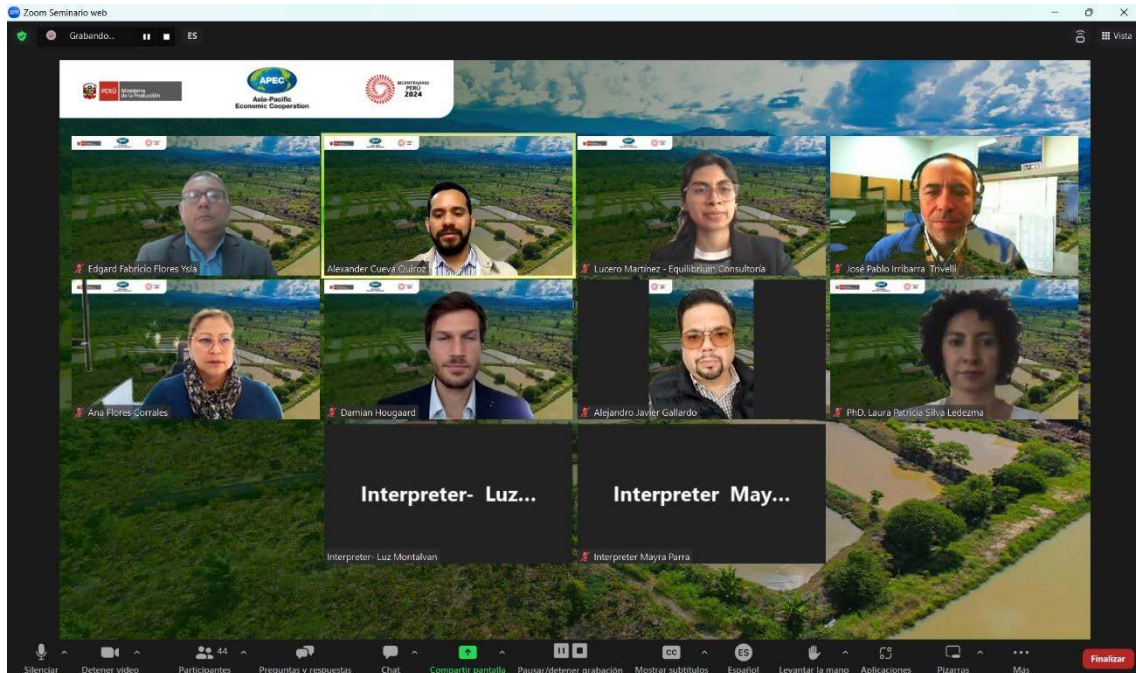 Zoom Seminario web
Grabando...
ES
Vista
PERÚ
Ministerio
de la Producción
APEC
Asia-Pacific
Economic Cooperation
BICENTENARIO
PERÚ
2024
Edgard Fabricio Flores Ysla
Alexander Cueva Quiroz
Lucero Martínez - Equilibrium Consultoría
José Pablo Irribarra Trivelli
Ana Flores Corrales
Damian Hougaard
Alejandro Javier Gallardo
PhD. Laura Patricia Silva Ledezma
Interpreter- Luz...
Interpreter May...
Interpreter- Luz Montalvan
Interpreter Mayra Parra
44
CC
ES
Silenciar
Detener video
Participantes
Preguntas y respuestas
Chat
Compartir pantalla
Pausar/detener grabación
Mostrar subtítulos
Español
Levantar la mano
Aplicaciones
Pizarras
Más
Finalizar